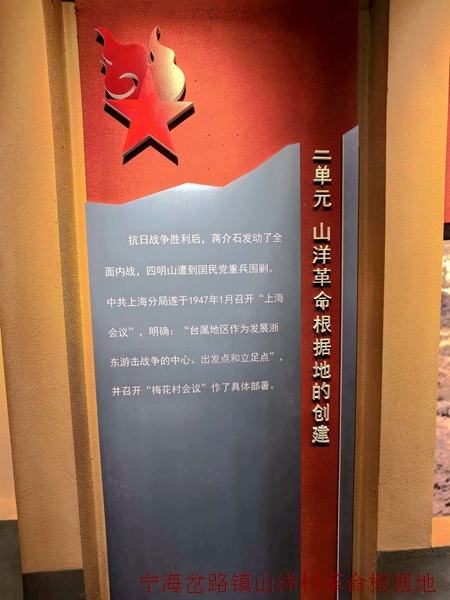 二单元 山洋革命根据地的创建
抗日战争胜利后，蒋介石发动了全
面内战，四明山遭到国民党重兵围剿。
中共上海分局遂于1947年1月召开“上海
会议”，明确：“台属地区作为发展浙
东游击战争的中心、出发点和立足点”，
并召开“梅花村会议”作了具体部署。
宁海岔路镇山洋村革命根据地